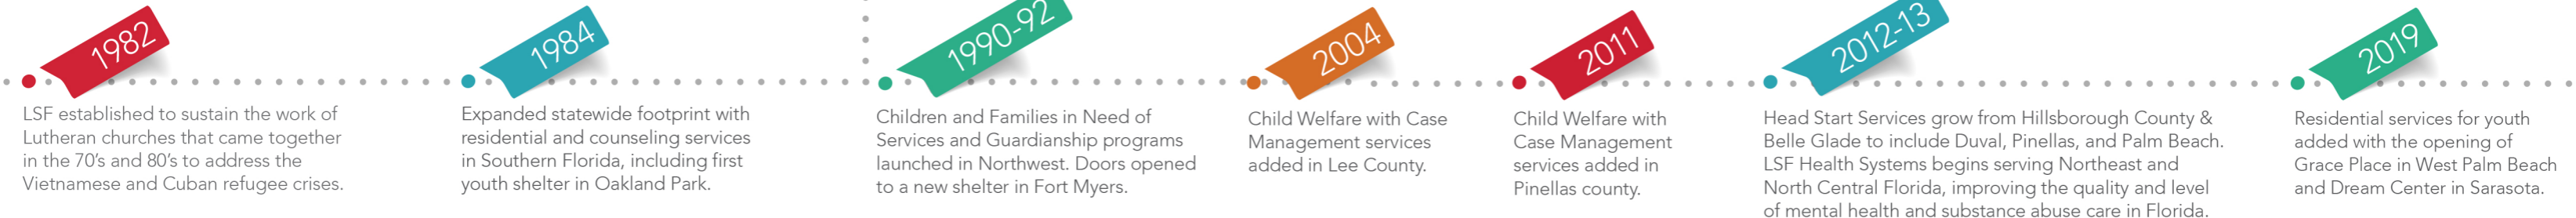 1982
LSF established to sustain the work of
Lutheran churches that came together
in the 70's and 80's to address the
Vietnamese and Cuban refugee crises.
1984
Expanded statewide footprint with
residential and counseling services
in Southern Florida, including first
youth shelter in Oakland Park.
1990-92
Children and Families in Need of
Services and Guardianship programs
launched in Northwest. Doors opened
to a new shelter in Fort Myers.
2004
Child Welfare with Case
Management services
added in Lee County.
2011
Child Welfare with
Case Management
services added in
Pinellas county.
2012-13
Head Start Services grow from Hillsborough County &
Belle Glade to include Duval, Pinellas, and Palm Beach.
LSF Health Systems begins serving Northeast and
North Central Florida, improving the quality and level
of mental health and substance abuse care in Florida.
2019
Residential services for youth
added with the opening of
Grace Place in West Palm Beach
and Dream Center in Sarasota.